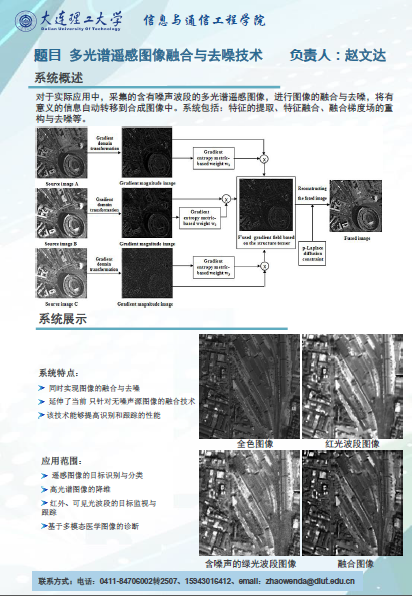 大连理工大学
Dalian University Of Technology
信息与通信工程学院
题目 多光谱遥感图像融合与去噪技术 负责人：赵文达
系统概述
对于实际应用中，采集的含有噪声波段的多光谱遥感图像，进行图像的融合与去噪，将有
意义的信息自动转移到合成图像中。系统包括：特征的提取、特征融合、融合梯度场的重
构与去噪等。
Gradient
domain
transformation
Gradient
entropy metric-
based weight w1
X
Source image A
Gradient magnitude image
Gradient
domain
transformation
X
Gradient
entropy metric-
based weight w2
Reconstructing
the fused image
Source image B
Gradient magnitude image
Fused gradient field based
on the structure tensor
Fused image
Gradient
domain
transformation
Gradient
entropy metric-
based weight w3
X
p-Laplace
diffusion
constraint
Source image C
Gradient magnitude image
系统展示
系统特点：
同时实现图像的融合与去噪
延伸了当前 只针对无噪声源图像的融合技术
该技术能够提高识别和跟踪的性能
全色图像
红光波段图像
应用范围：
遥感图像的目标识别与分类
高光谱图像的降维
红外、可见光波段的目标监视与
跟踪
基于多模态医学图像的诊断
含噪声的绿光波段图像
融合图像
联系方式：电话：0411-84706002转2507、15943016412、email：zhaowenda@dlut.edu.cn